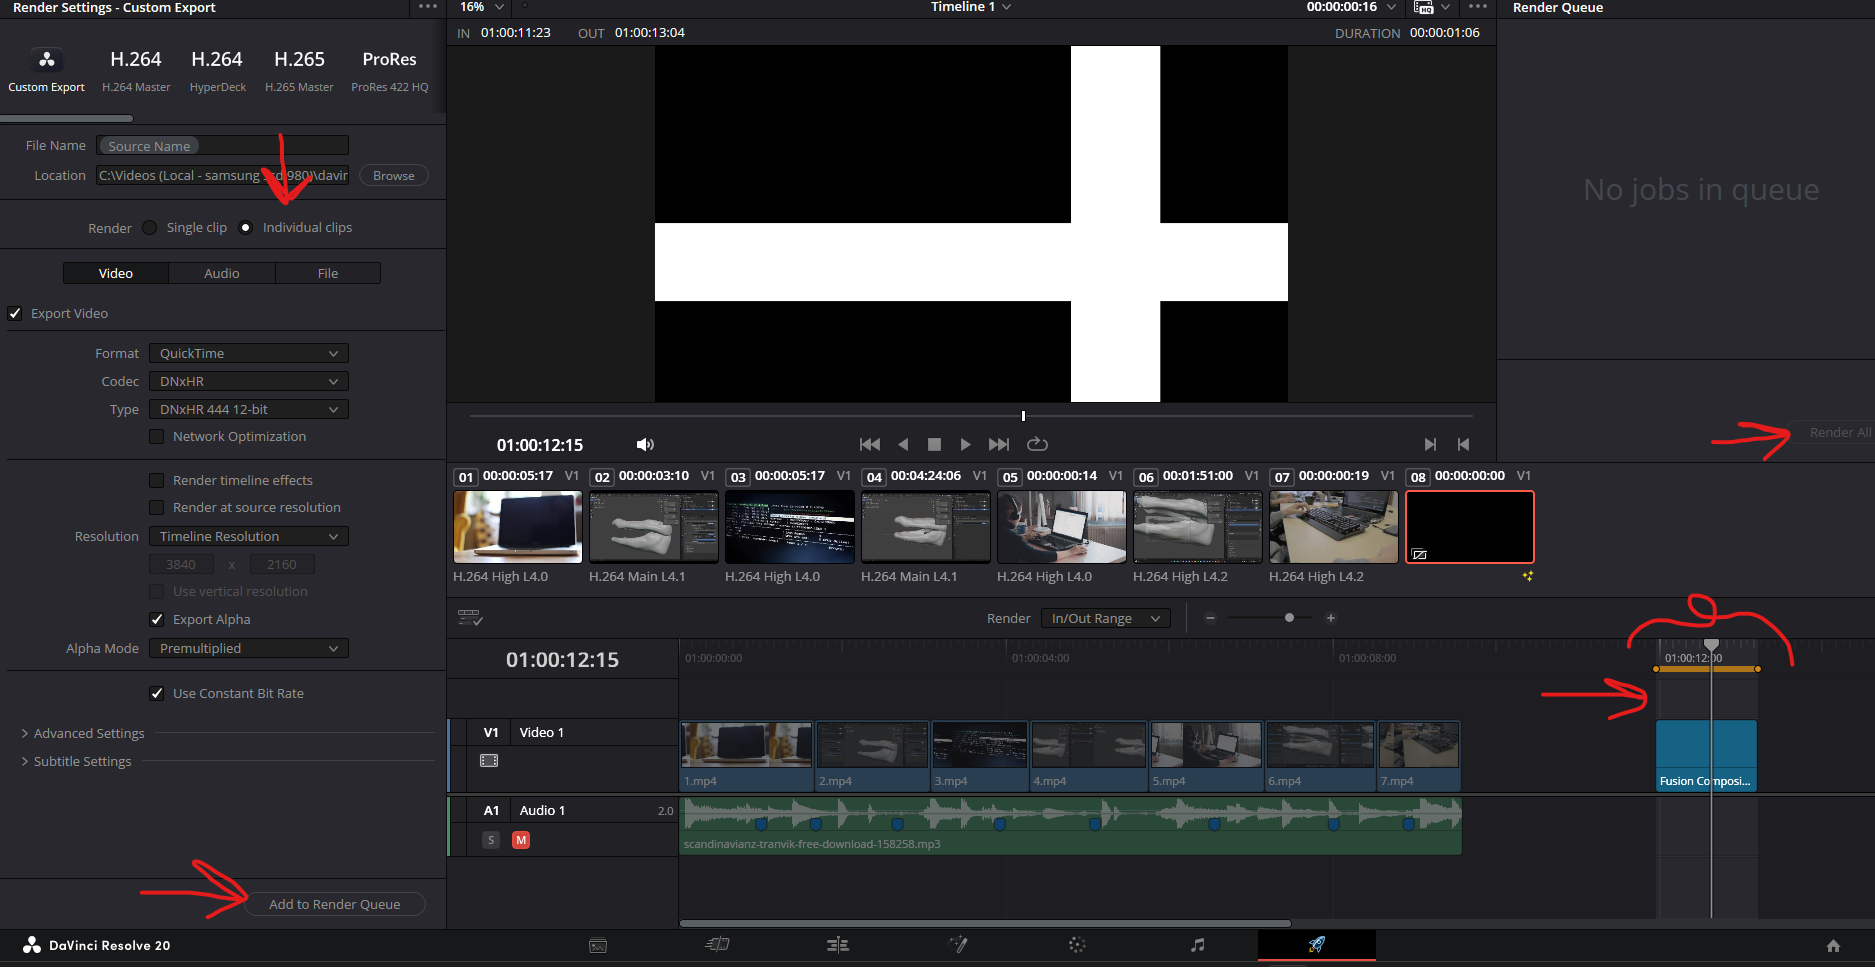 Render Settings - Custom Export
16%
Timeline 1
00:00:00:16
Render Queue
IN 01:00:11:23 OUT 01:00:13:04
DURATION 00:00:01:06
H.264 H.264 H.265 ProRes
Custom Export H.264 Master HyperDeck H.265 Master ProRes 422 HQ
File Name Source Name
Location C:\Videos (Local - samsung ssd 980)\davin Browse
Render Single clip Individual clips
Video Audio File
Export Video
Format QuickTime
Codec DNxHR
Type DNxHR 444 12-bit
Network Optimization
Render timeline effects
Render at source resolution
Resolution Timeline Resolution
3840 x 2160
Use vertical resolution
Export Alpha
Alpha Mode Premultiplied
Use Constant Bit Rate
Advanced Settings
Subtitle Settings
Add to Render Queue
No jobs in queue
Render All
01:00:12:15
01 00:00:05:17 V1 02 00:00:03:10 V1 03 00:00:05:17 V1 04 00:04:24:06 V1 05 00:00:00:14 V1 06 00:01:51:00 V1 07 00:00:00:19 V1 08 00:00:00:00 V1
H.264 High L4.0 H.264 Main L4.1 H.264 High L4.0 H.264 Main L4.1 H.264 High L4.0 H.264 High L4.2 H.264 High L4.2
Render In/Out Range
01:00:12:15
01:00:00:00 01:00:04:00 01:00:08:00 01:00:12:00
V1 Video 1
1.mp4 2.mp4 3.mp4 4.mp4 5.mp4 6.mp4 7.mp4 Fusion Composi...
A1 Audio 1 2.0
S M
scandinavianz-tranvik-free-download-158258.mp3
DaVinci Resolve 20